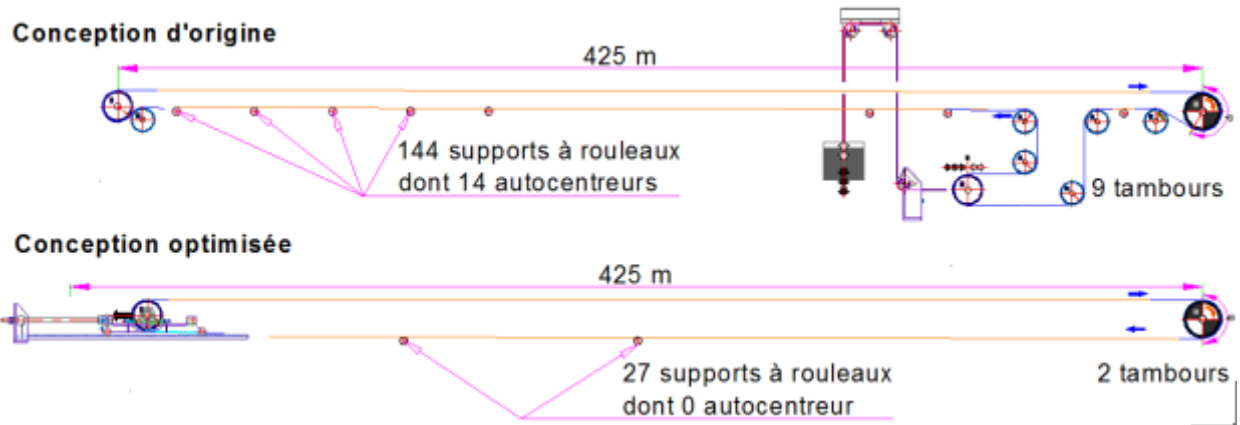 Conception d'origine
425 m
144 supports à rouleaux
dont 14 autocentreurs
9 tambours
Conception optimisée
425 m
27 supports à rouleaux
dont 0 autocentreur
2 tambours